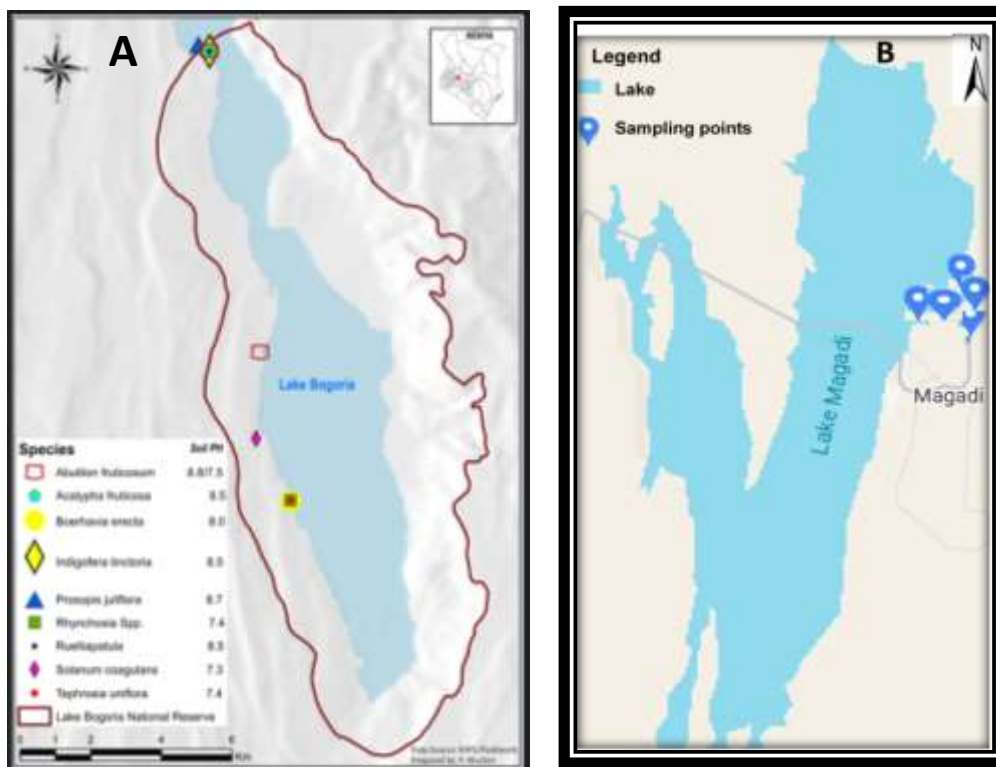 A
KENYA
Lake Bogoria
Species Soil PH
Abutilon fruticosum 8.8/7.5
Acalypha fruticosa 8.5
Boerhavia erecta 8.0
Indigofera tinctoria 8.5
Prosopis juliflora 8.7
Rhynchosia Spp. 7.4
Ruelliapatula 8.5
Solanum coagulans 7.3
Tephrosia uniflora 7.4
Lake Bogoria National Reserve
0 1 2 4 6
Km
B
N
Legend
Lake
Sampling points
Lake Magadi
Magadi